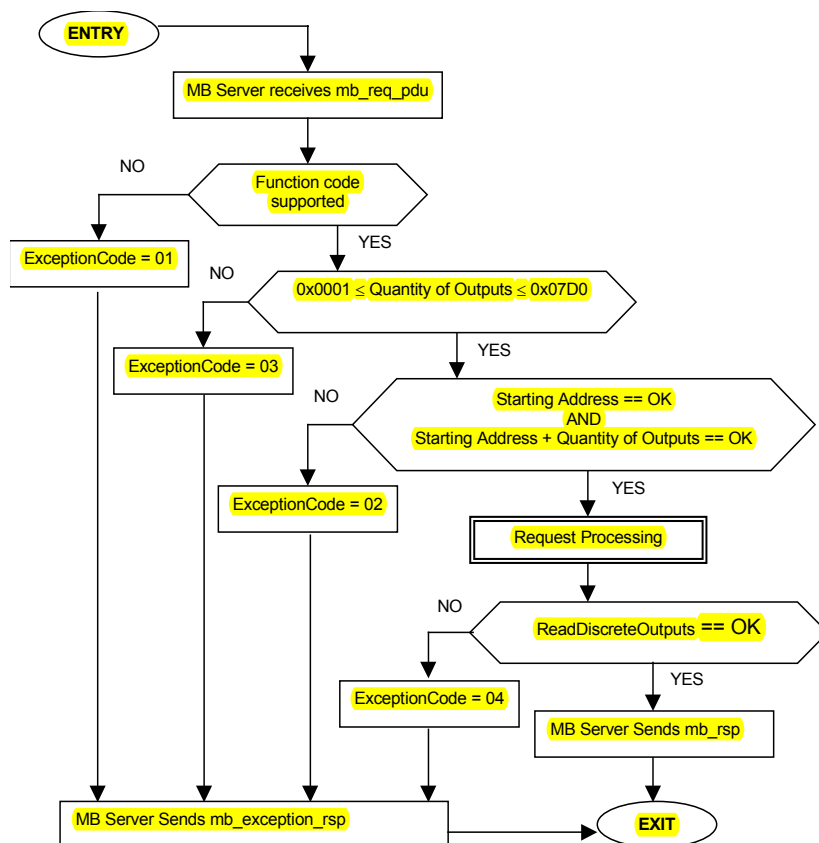 ENTRY
MB Server receives mb_req_pdu
NO
Function code
supported
YES
ExceptionCode = 01
NO
0x0001 ≤ Quantity of Outputs ≤ 0x07D0
YES
ExceptionCode = 03
NO
Starting Address == OK
AND
Starting Address + Quantity of Outputs == OK
YES
ExceptionCode = 02
Request Processing
NO
ReadDiscreteOutputs == OK
YES
ExceptionCode = 04
MB Server Sends mb_rsp
MB Server Sends mb_exception_rsp
EXIT